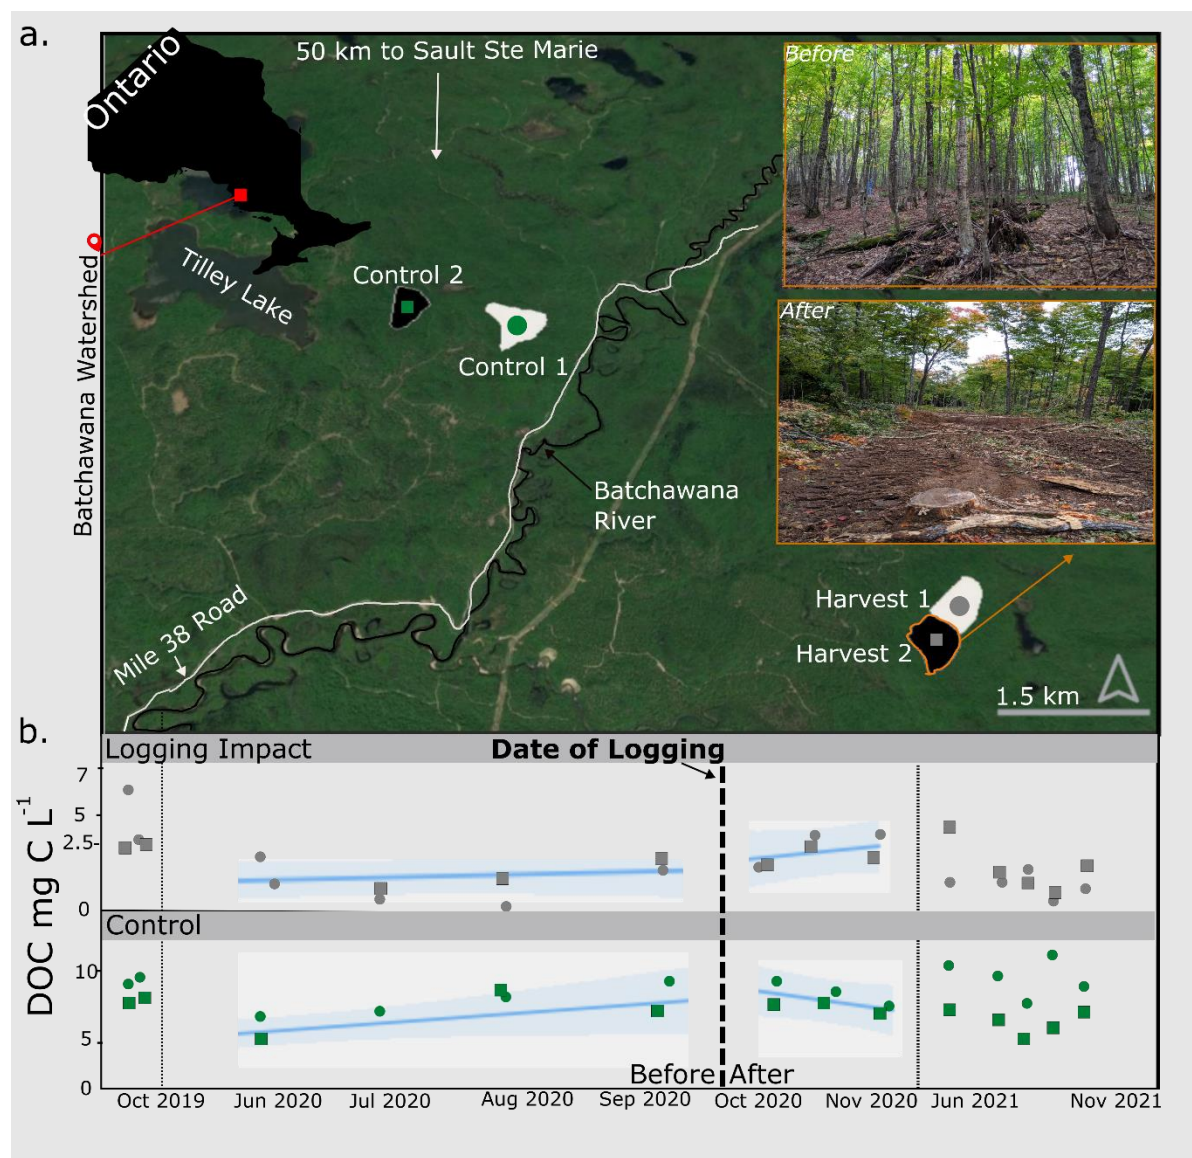 a.
Ontario
50 km to Sault Ste Marie
Before
Tilley Lake
Control 2
Control 1
After
Batchawana Watershed
Batchawana
River
Harvest 1
Harvest 2
Mile 38 Road
1.5 km
b.
Logging Impact
Date of Logging
7
5
2.5
0
Control
DOC mg C L-1
10
5
0
Before
After
Oct 2019
Jun 2020
Jul 2020
Aug 2020
Sep 2020
Oct 2020
Nov 2020
Jun 2021
Nov 2021